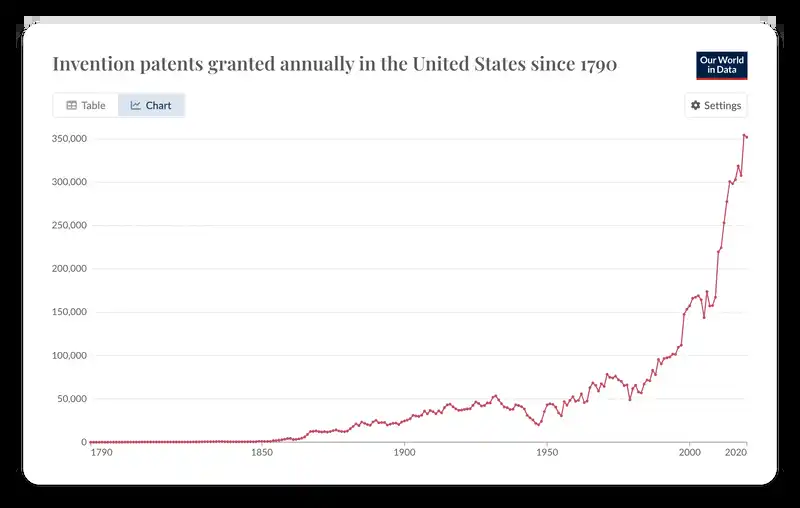 Invention patents granted annually in the United States since 1790
Our World
in Data
Table
Chart
Settings
350,000
300,000
250,000
200,000
150,000
100,000
50,000
0
1790
1850
1900
1950
2000
2020